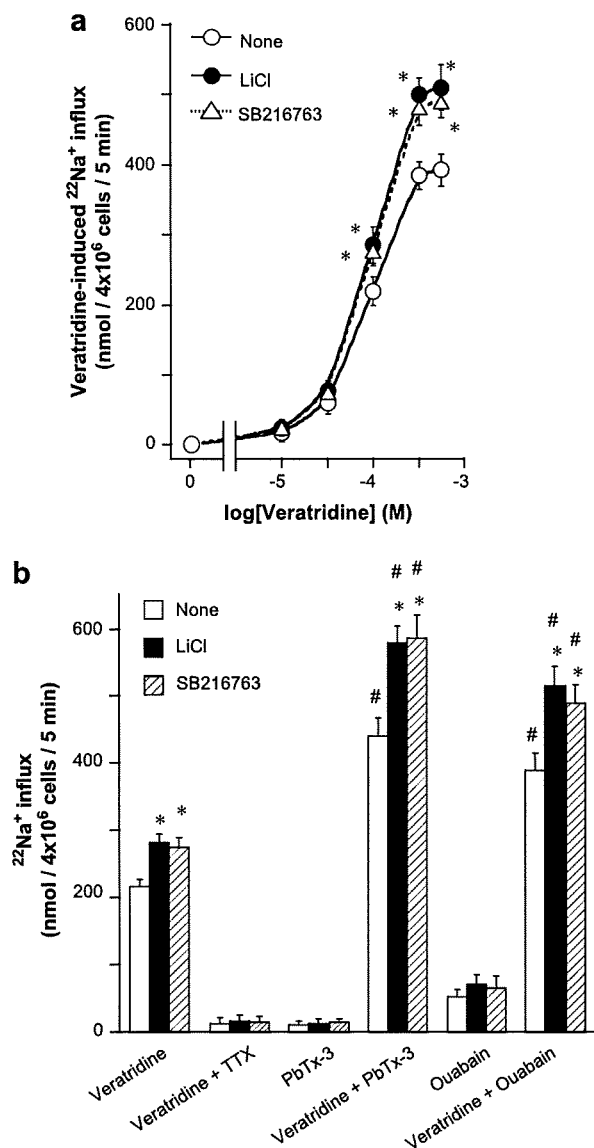 a
None
LiCl
SB216763
Veratridine-induced ²²Na⁺ influx
(nmol / 4x10⁶ cells / 5 min)
600
400
200
0
* *
* *
*
*
0 -5 -4 -3
log[Veratridine] (M)
b
None
LiCl
SB216763
²²Na⁺ influx
(nmol / 4x10⁶ cells / 5 min)
600
400
200
0
* *
# # #
* *
# # #
* *
Veratridine
Veratridine + TTX
PbTx-3
Veratridine + PbTx-3
Ouabain
Veratridine + Ouabain